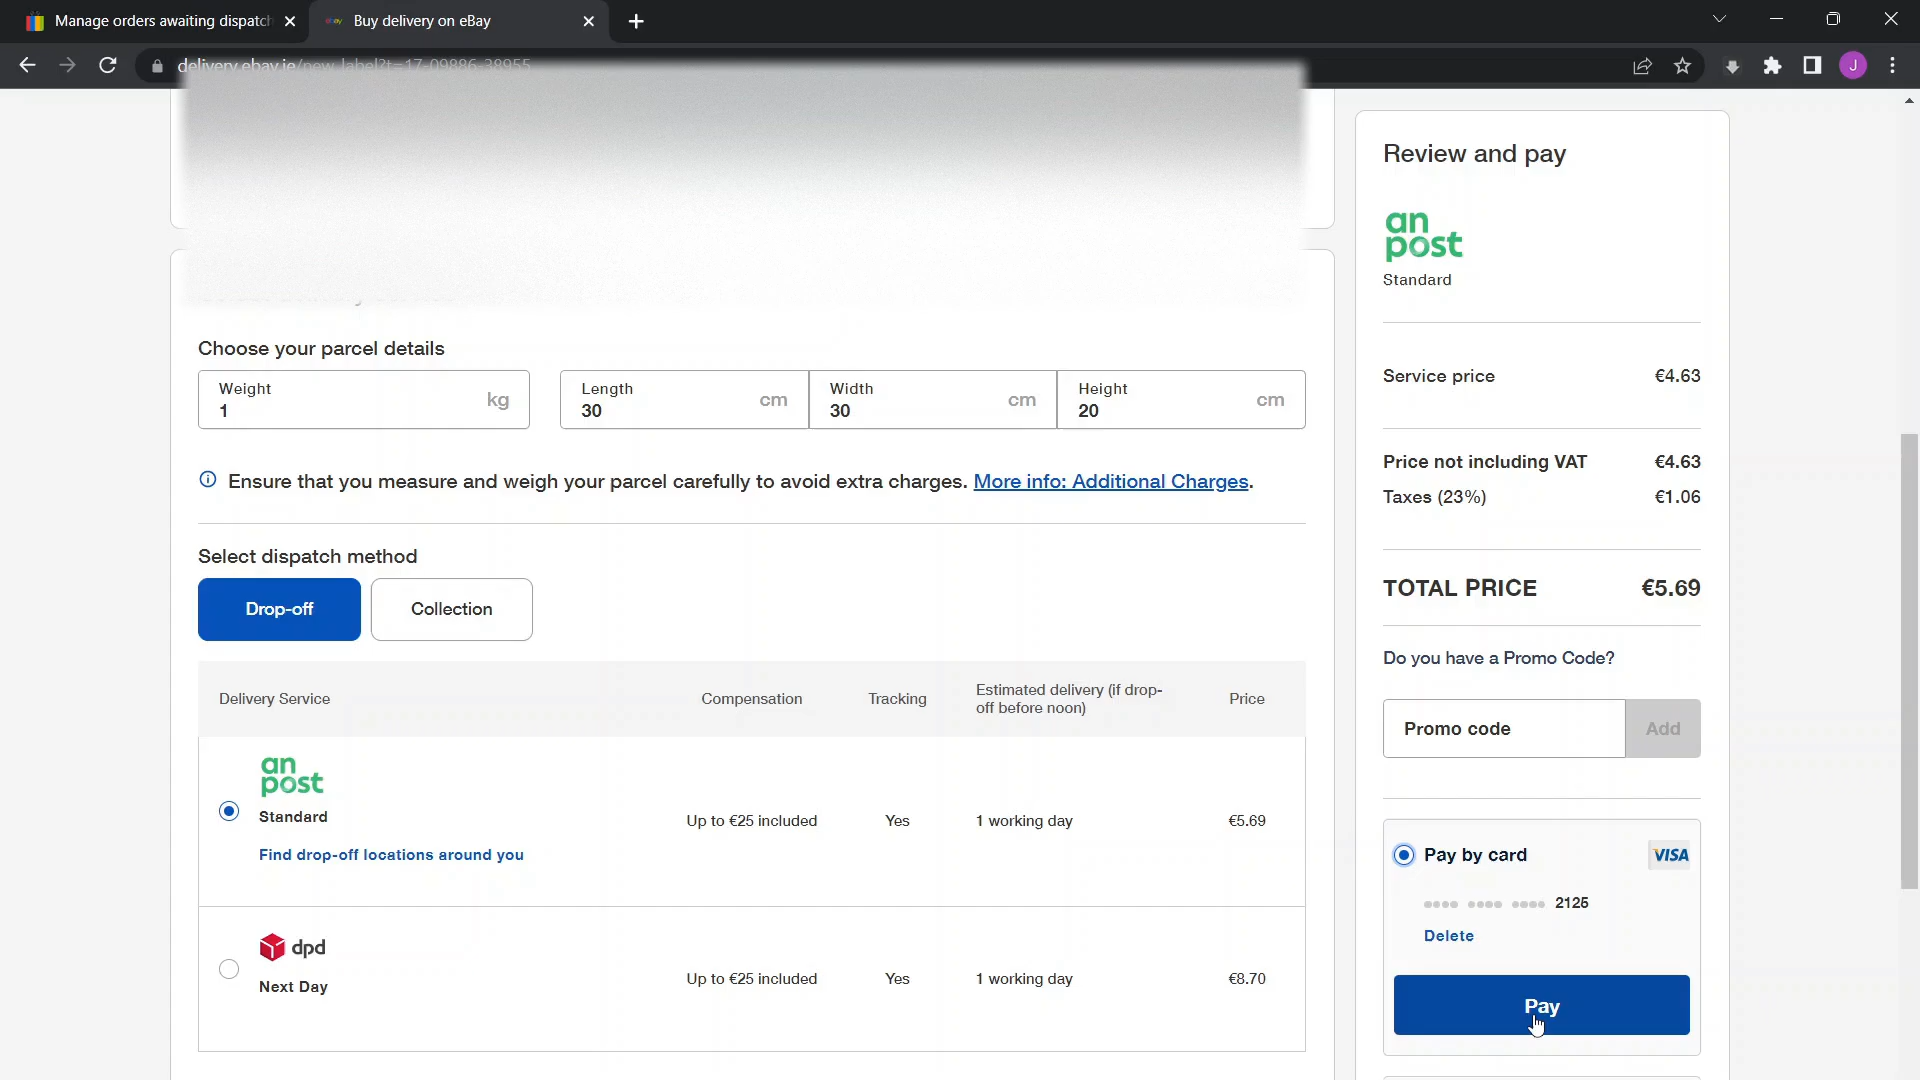 Manage orders awaiting dispatch
Buy delivery on eBay
J
Choose your parcel details
Weight
1
kg
Length
30
cm
Width
30
cm
Height
20
cm
Ensure that you measure and weigh your parcel carefully to avoid extra charges. More info: Additional Charges.
Select dispatch method
Drop-off
Collection
Delivery Service
Compensation
Tracking
Estimated delivery (if drop-
off before noon)
Price
an
post
Standard
Find drop-off locations around you
Up to €25 included
Yes
1 working day
€5.69
dpd
Next Day
Up to €25 included
Yes
1 working day
€8.70
Review and pay
an
post
Standard
Service price €4.63
Price not including VAT €4.63
Taxes (23%) €1.06
TOTAL PRICE €5.69
Do you have a Promo Code?
Promo code
Add
Pay by card
VISA
2125
Delete
Pay